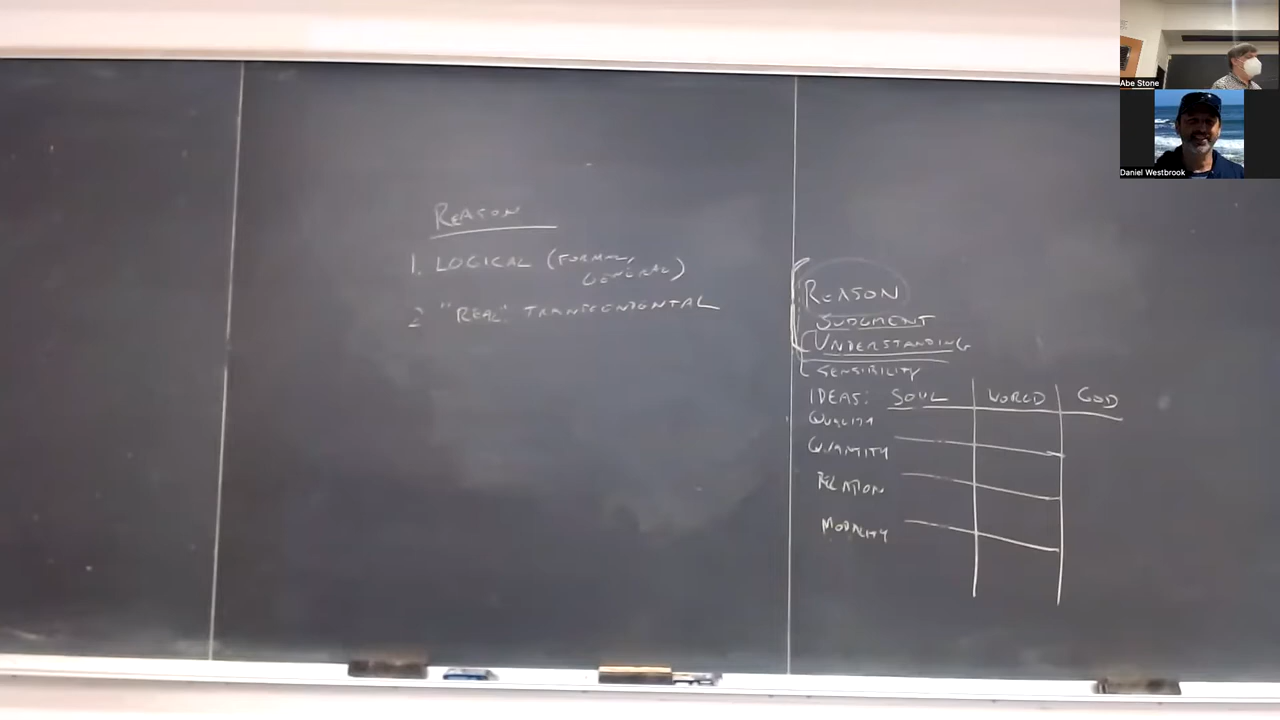 Abe Stone
Daniel Westbrook
REASON
1. LOGICAL (FORMAL,
GENERAL)
2 "REAL" TRANSCENDENTAL
REASON
JUDGMENT
UNDERSTANDING
SENSIBILITY
IDEAS: SOUL WORLD GOD
QUALITY
QUANTITY
RELATION
MODALITY